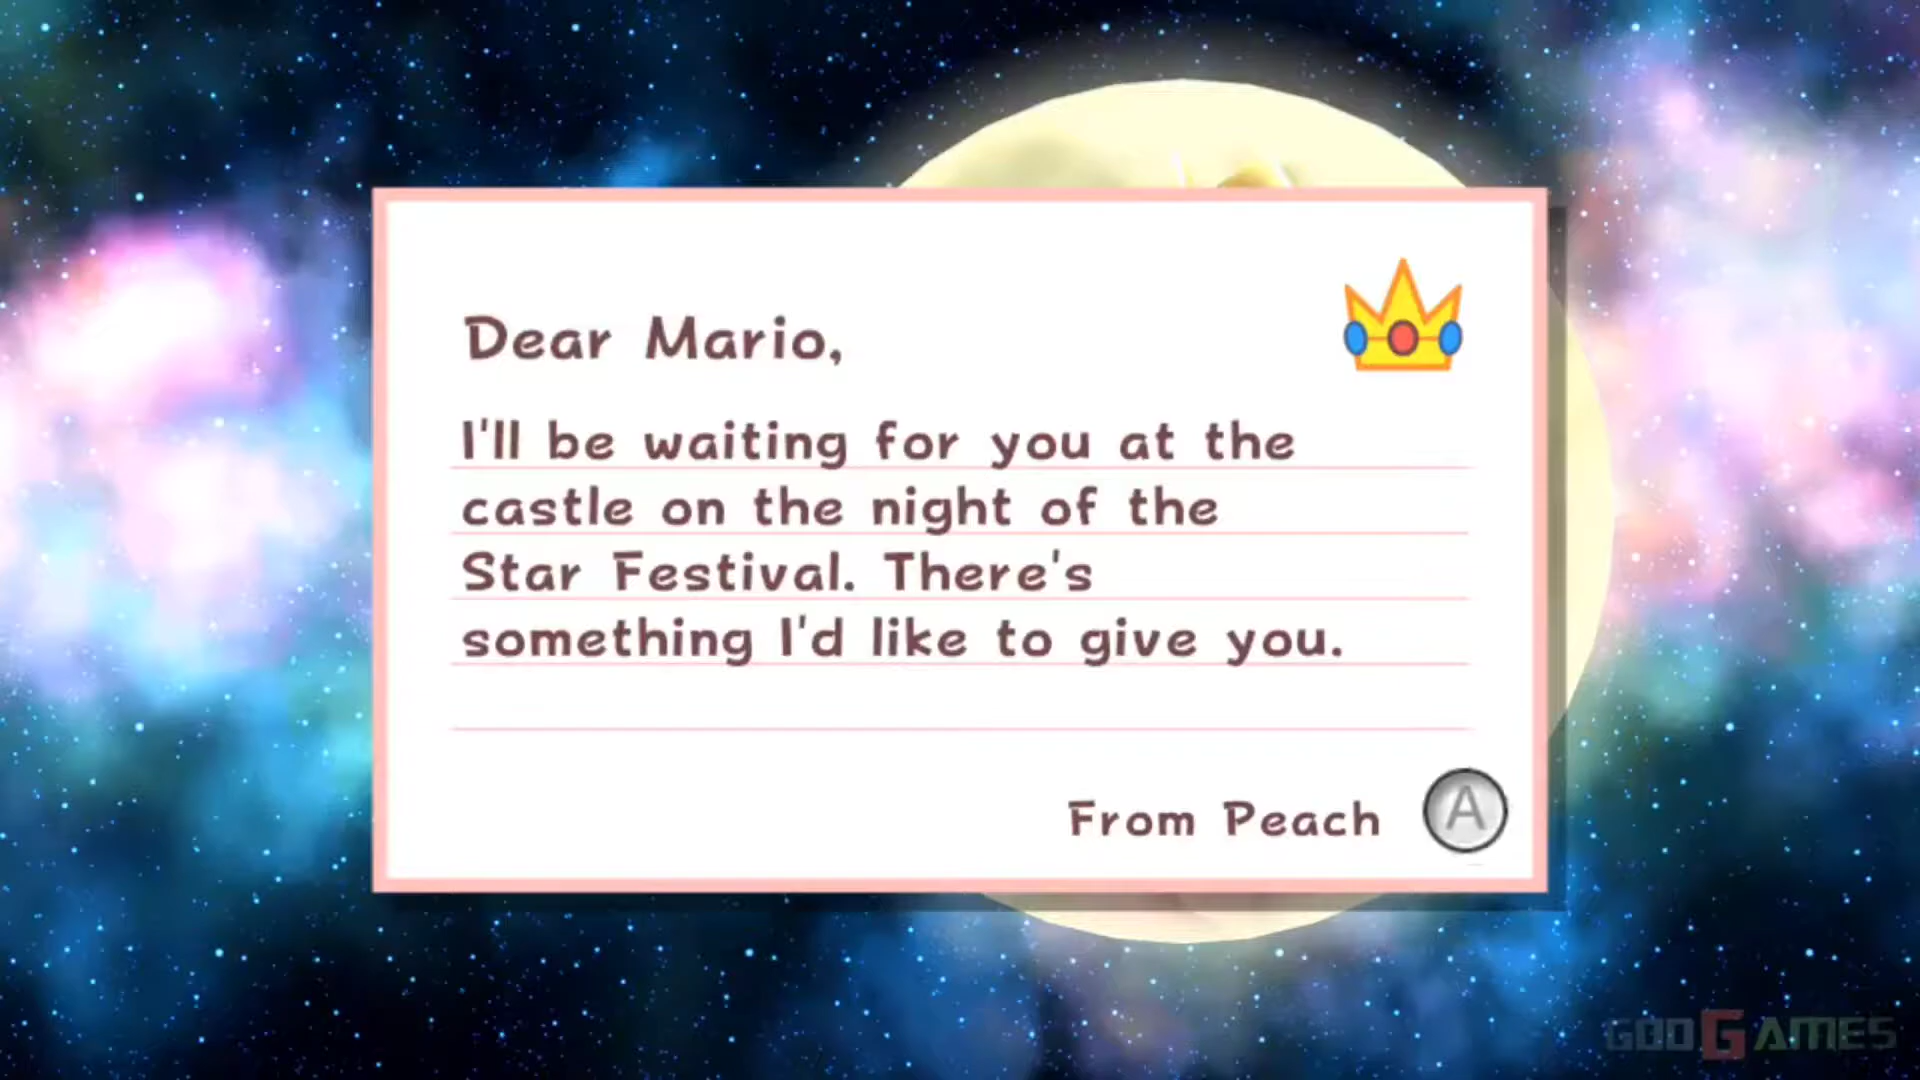 Dear Mario,
I'll be waiting for you at the
castle on the night of the
Star Festival. There's
something I'd like to give you.
From Peach
A
GODGAMES